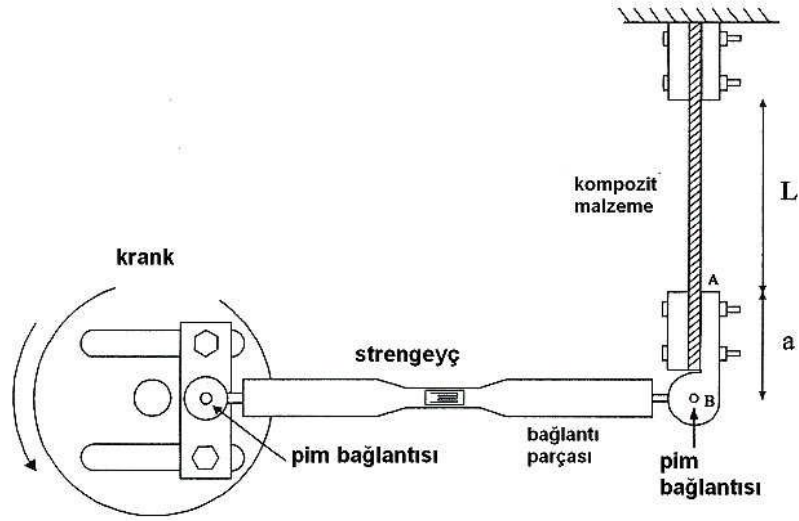 kompozit
malzeme
L
krank
A
strengeyç
a
B
bağlantı
parçası
pim bağlantısı
pim
bağlantısı